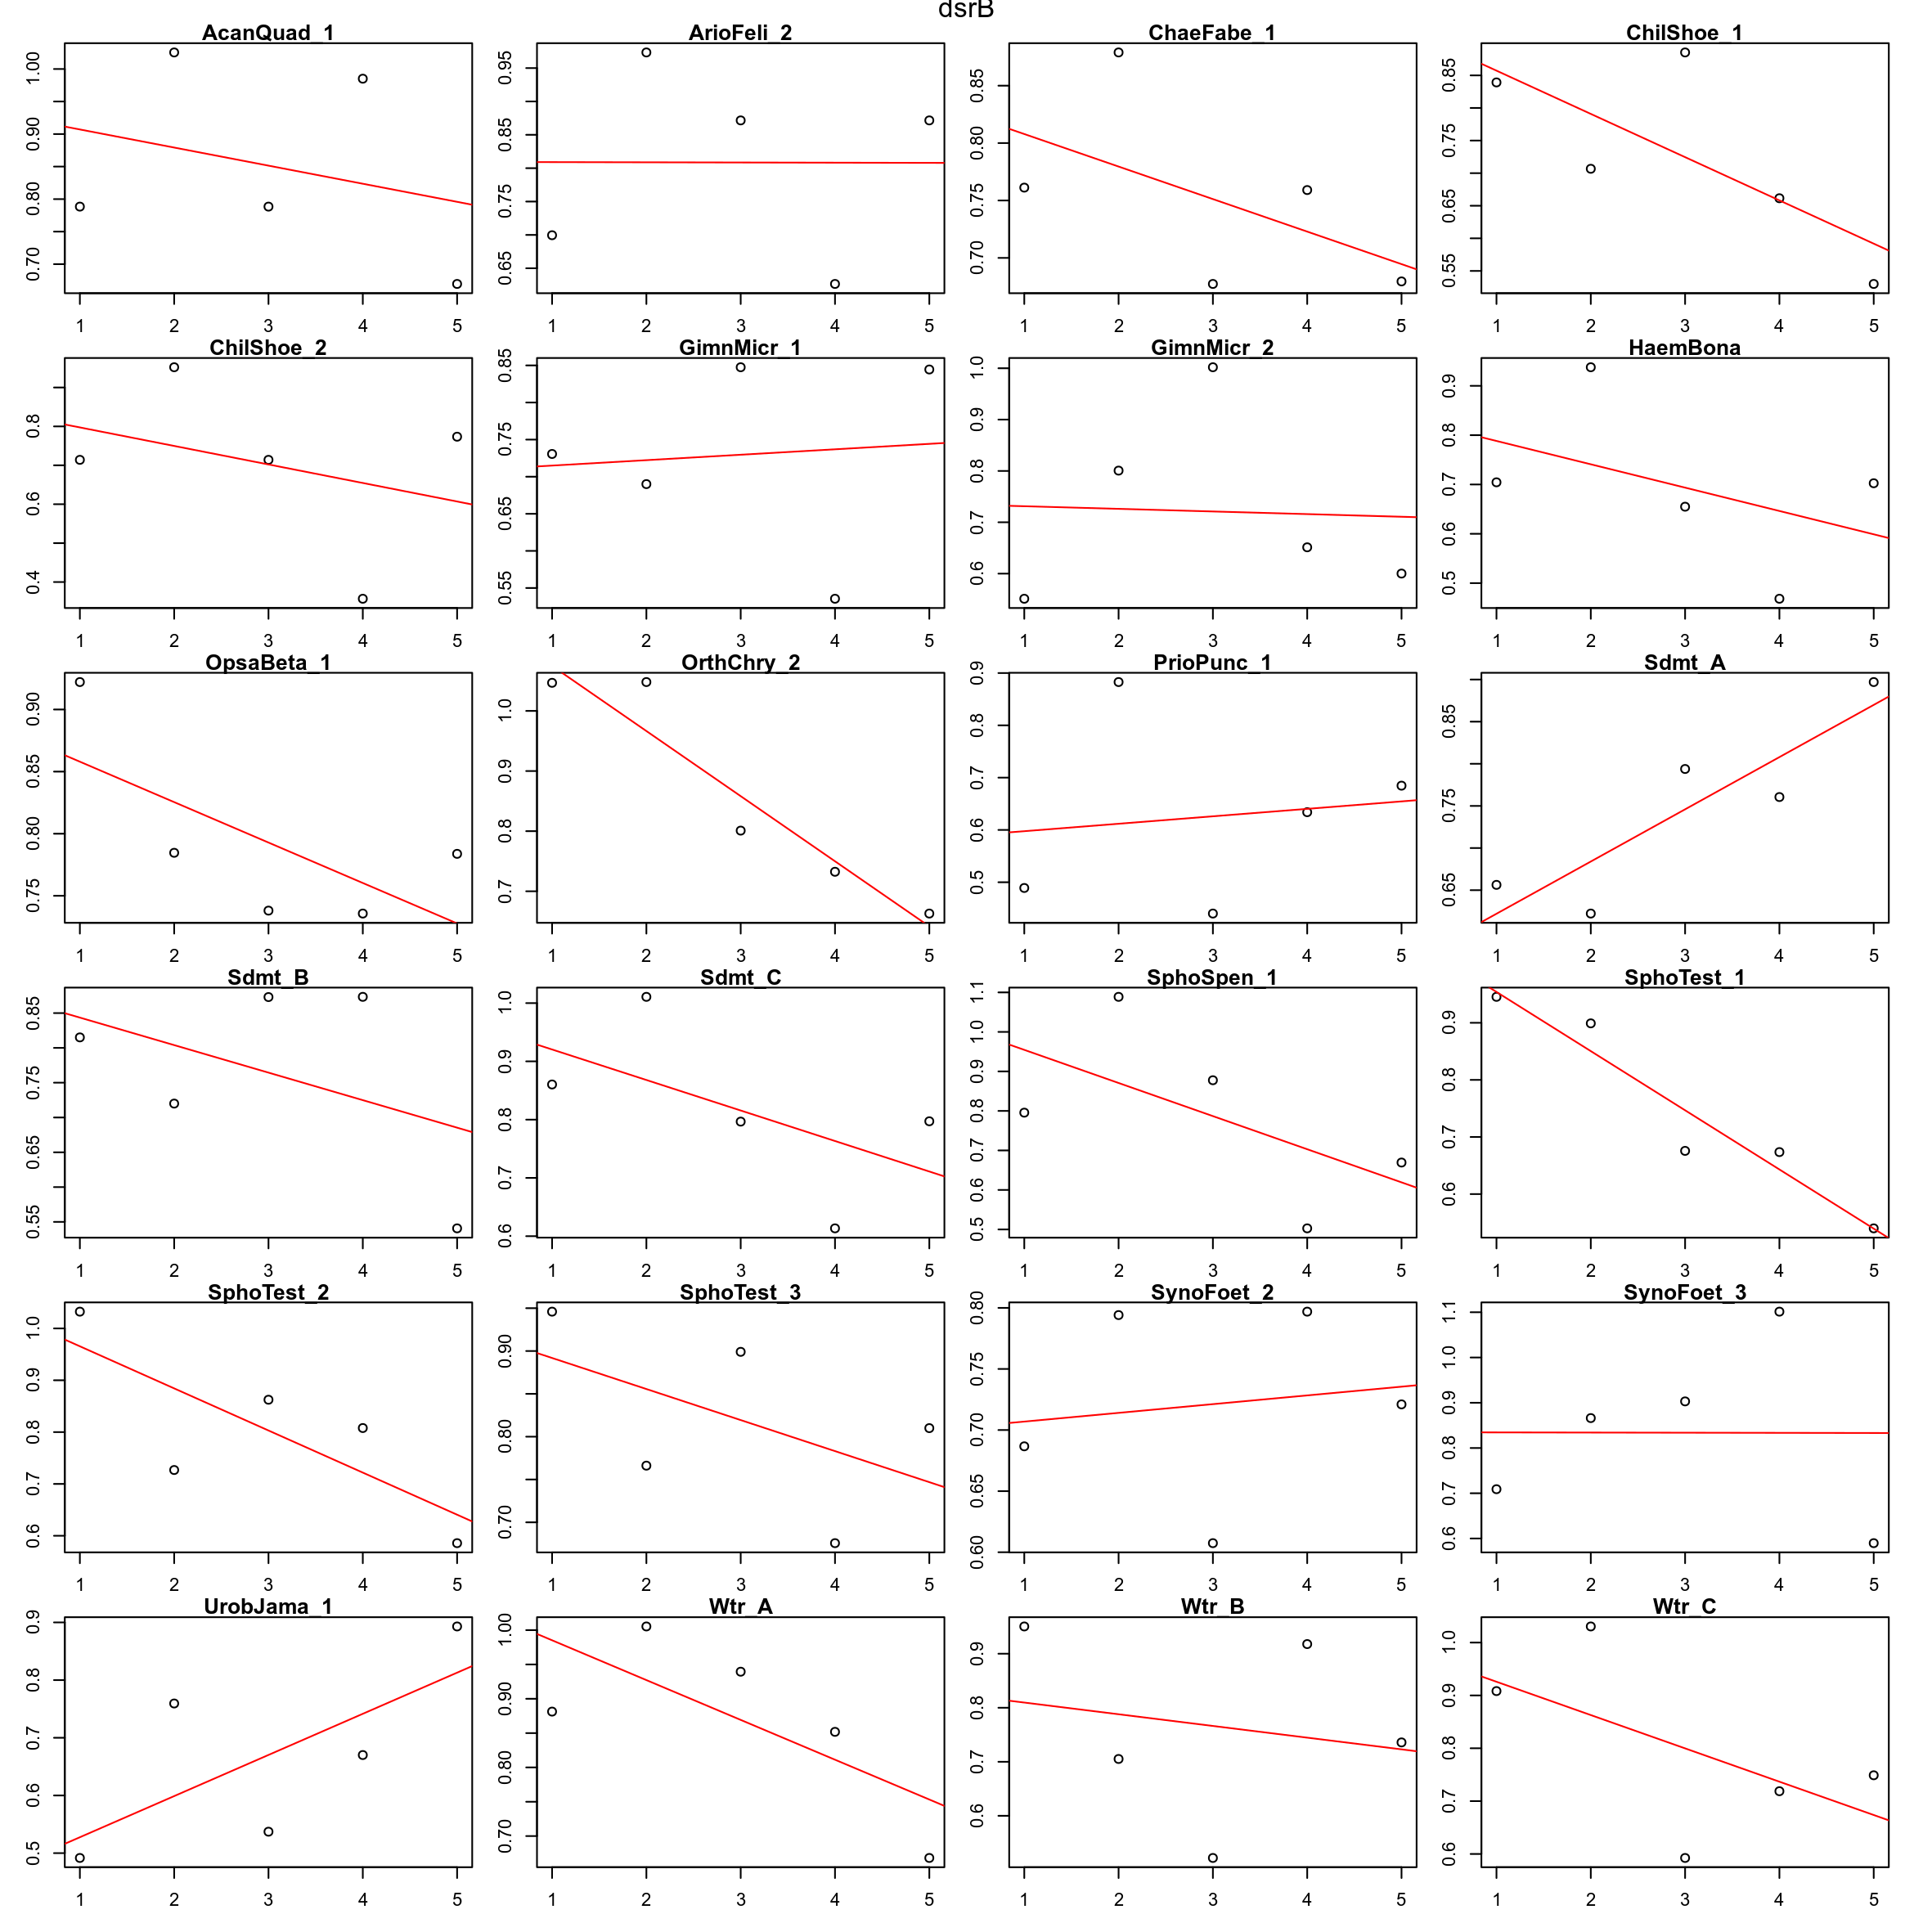 dsrB
AcanQuad_1 ArioFeli_2 ChaeFabe_1 ChilShoe_1
0.70 0.80 0.90 1.00
0.65 0.75 0.85 0.95
0.70 0.75 0.80 0.85
0.55 0.65 0.75 0.85
1 2 3 4 5 1 2 3 4 5 1 2 3 4 5 1 2 3 4 5
ChilShoe_2 GimnMicr_1 GimnMicr_2 HaemBona
0.4 0.6 0.8
0.55 0.65 0.75 0.85
0.6 0.7 0.8 0.9 1.0
0.5 0.6 0.7 0.8 0.9
1 2 3 4 5 1 2 3 4 5 1 2 3 4 5 1 2 3 4 5
OpsaBeta_1 OrthChry_2 PrioPunc_1 Sdmt_A
0.75 0.80 0.85 0.90
0.7 0.8 0.9 1.0
0.5 0.6 0.7 0.8 0.9
0.65 0.75 0.85
1 2 3 4 5 1 2 3 4 5 1 2 3 4 5 1 2 3 4 5
Sdmt_B Sdmt_C SphoSpen_1 SphoTest_1
0.55 0.65 0.75 0.85
0.6 0.7 0.8 0.9 1.0
0.5 0.6 0.7 0.8 0.9 1.0 1.1
0.6 0.7 0.8 0.9
1 2 3 4 5 1 2 3 4 5 1 2 3 4 5 1 2 3 4 5
SphoTest_2 SphoTest_3 SynoFoet_2 SynoFoet_3
0.6 0.7 0.8 0.9 1.0
0.70 0.80 0.90
0.60 0.65 0.70 0.75 0.80
0.6 0.7 0.8 0.9 1.0 1.1
1 2 3 4 5 1 2 3 4 5 1 2 3 4 5 1 2 3 4 5
UrobJama_1 Wtr_A Wtr_B Wtr_C
0.5 0.6 0.7 0.8 0.9
0.70 0.80 0.90 1.00
0.6 0.7 0.8 0.9
0.6 0.7 0.8 0.9 1.0
1 2 3 4 5 1 2 3 4 5 1 2 3 4 5 1 2 3 4 5